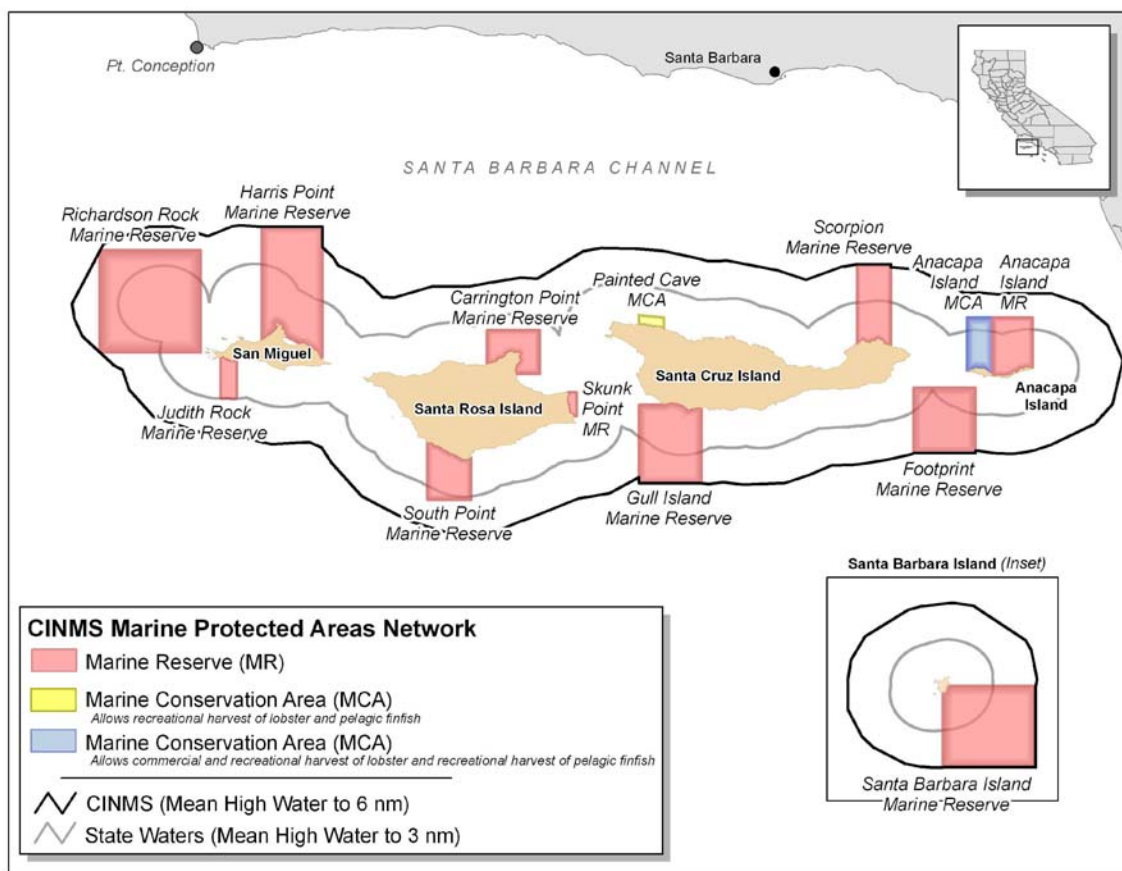 Pt. Conception
Santa Barbara
SANTA BARBARA CHANNEL
Richardson Rock
Marine Reserve
Harris Point
Marine Reserve
Carrington Point
Marine Reserve
Painted Cave
MCA
Scorpion
Marine Reserve
Anacapa
Island
MCA
Anacapa
Island
MR
San Miguel
Judith Rock
Marine Reserve
Santa Rosa Island
Skunk
Point
MR
Santa Cruz Island
Anacapa
Island
South Point
Marine Reserve
Gull Island
Marine Reserve
Footprint
Marine Reserve
Santa Barbara Island (Inset)
Santa Barbara Island
Marine Reserve
CINMS Marine Protected Areas Network
Marine Reserve (MR)
Marine Conservation Area (MCA)
Allows recreational harvest of lobster and pelagic finfish
Marine Conservation Area (MCA)
Allows commercial and recreational harvest of lobster and recreational harvest of pelagic finfish
CINMS (Mean High Water to 6 nm)
State Waters (Mean High Water to 3 nm)